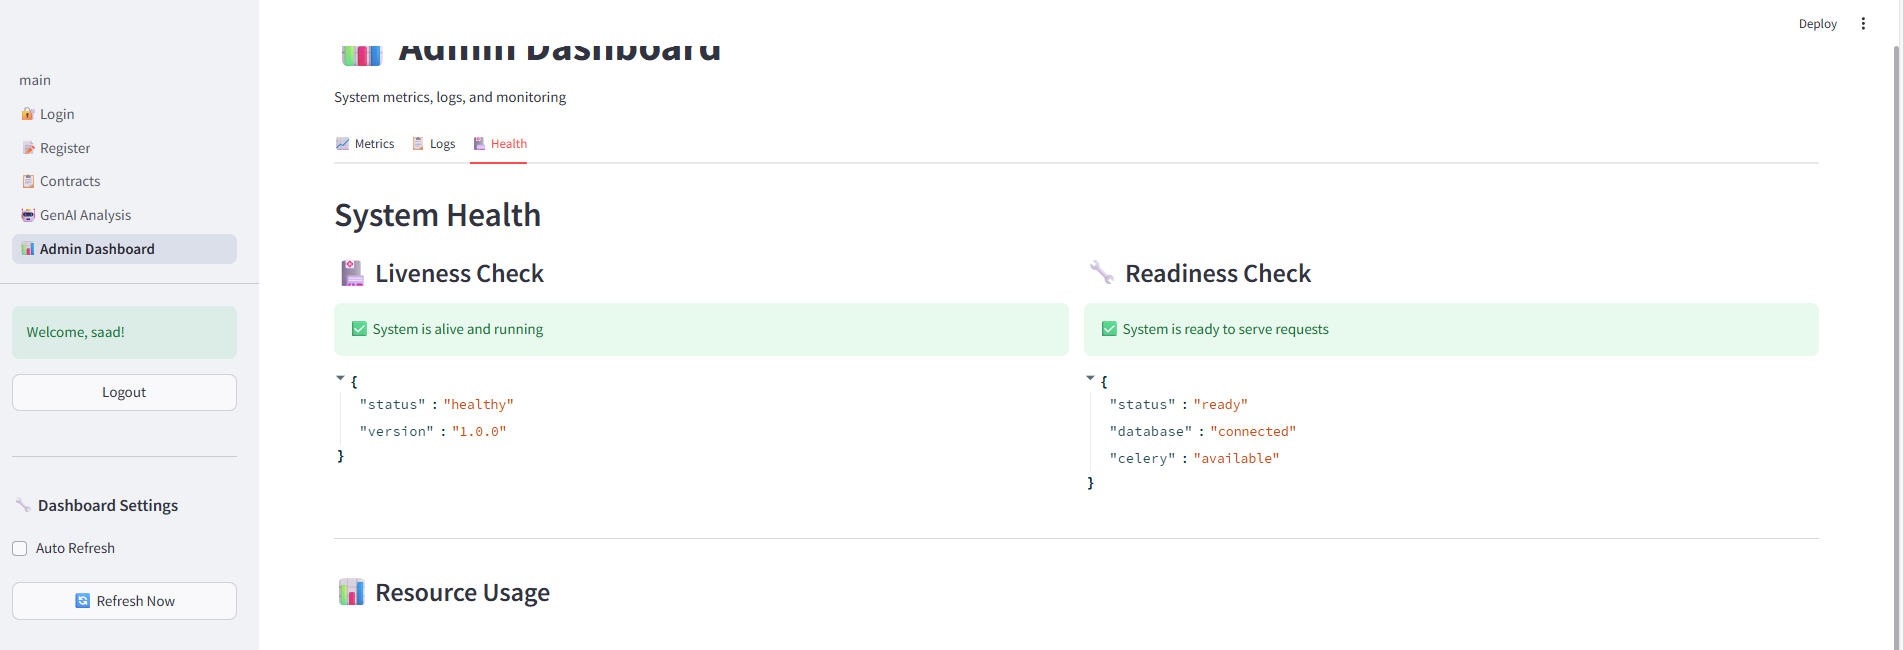 Deploy
main
Login
Register
Contracts
GenAI Analysis
Admin Dashboard
Welcome, saad!
Logout
Dashboard Settings
Auto Refresh
Refresh Now
Admin Dashboard
System metrics, logs, and monitoring
Metrics Logs Health
System Health
Liveness Check
System is alive and running
{
"status" : "healthy"
"version" : "1.0.0"
}
Readiness Check
System is ready to serve requests
{
"status" : "ready"
"database" : "connected"
"celery" : "available"
}
Resource Usage